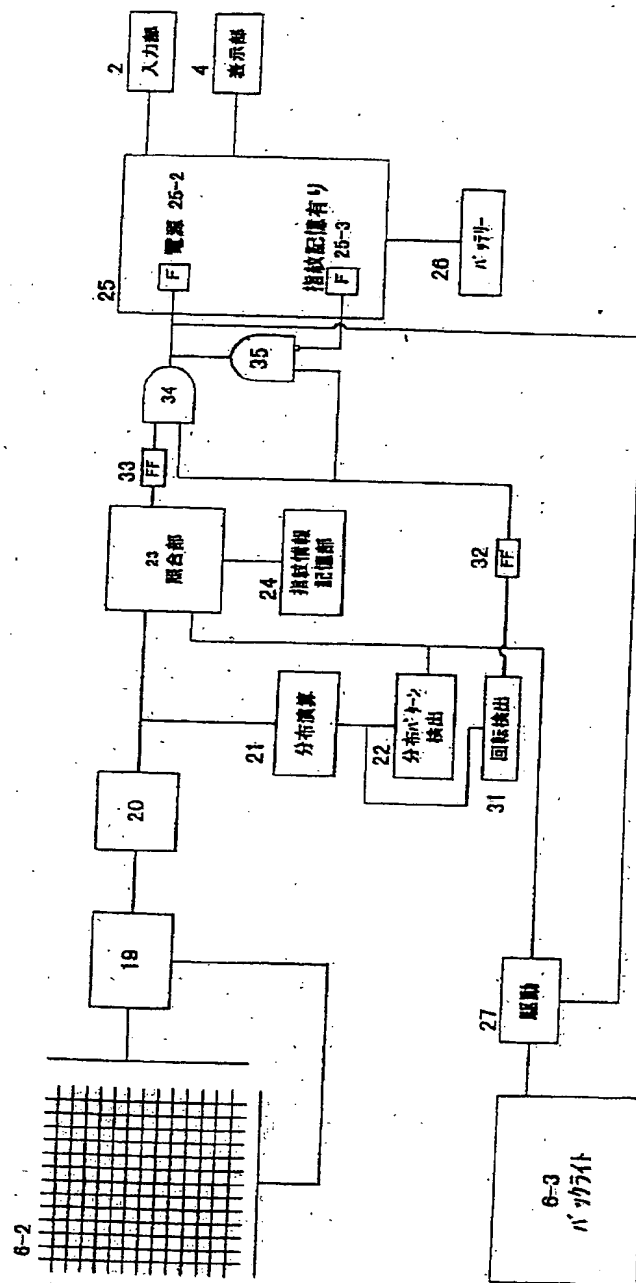 2
入力部
4
表示部
25
F
電源 25-2
指紋記憶有り
F
25-3
26
バッテリー
34
35
33
FF
23
照合部
24
指紋情報
記憶部
32
FF
21
分布演算
22
分布パターン
検出
31
回転検出
20
19
6-2
27
駆動
6-3
バックライト